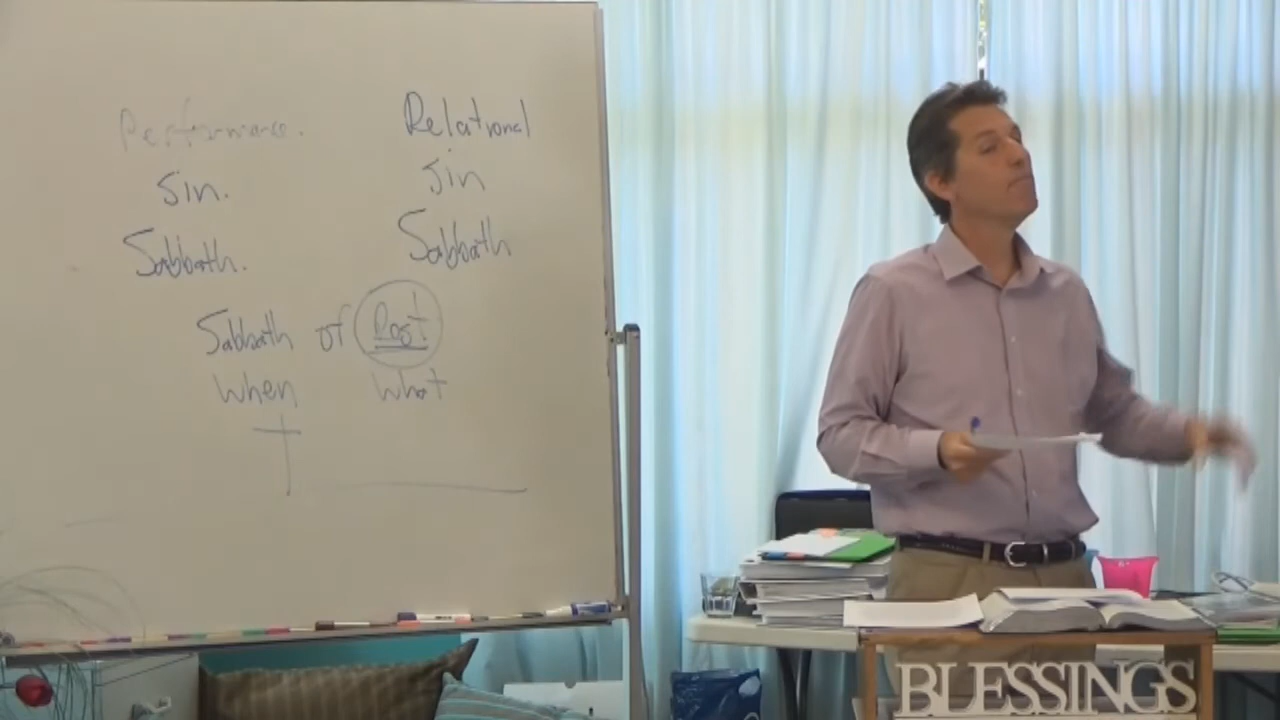 Performance. Relational
Sin. Sin
Sabbath. Sabbath
Sabbath of Rest
When What
BLESSINGS